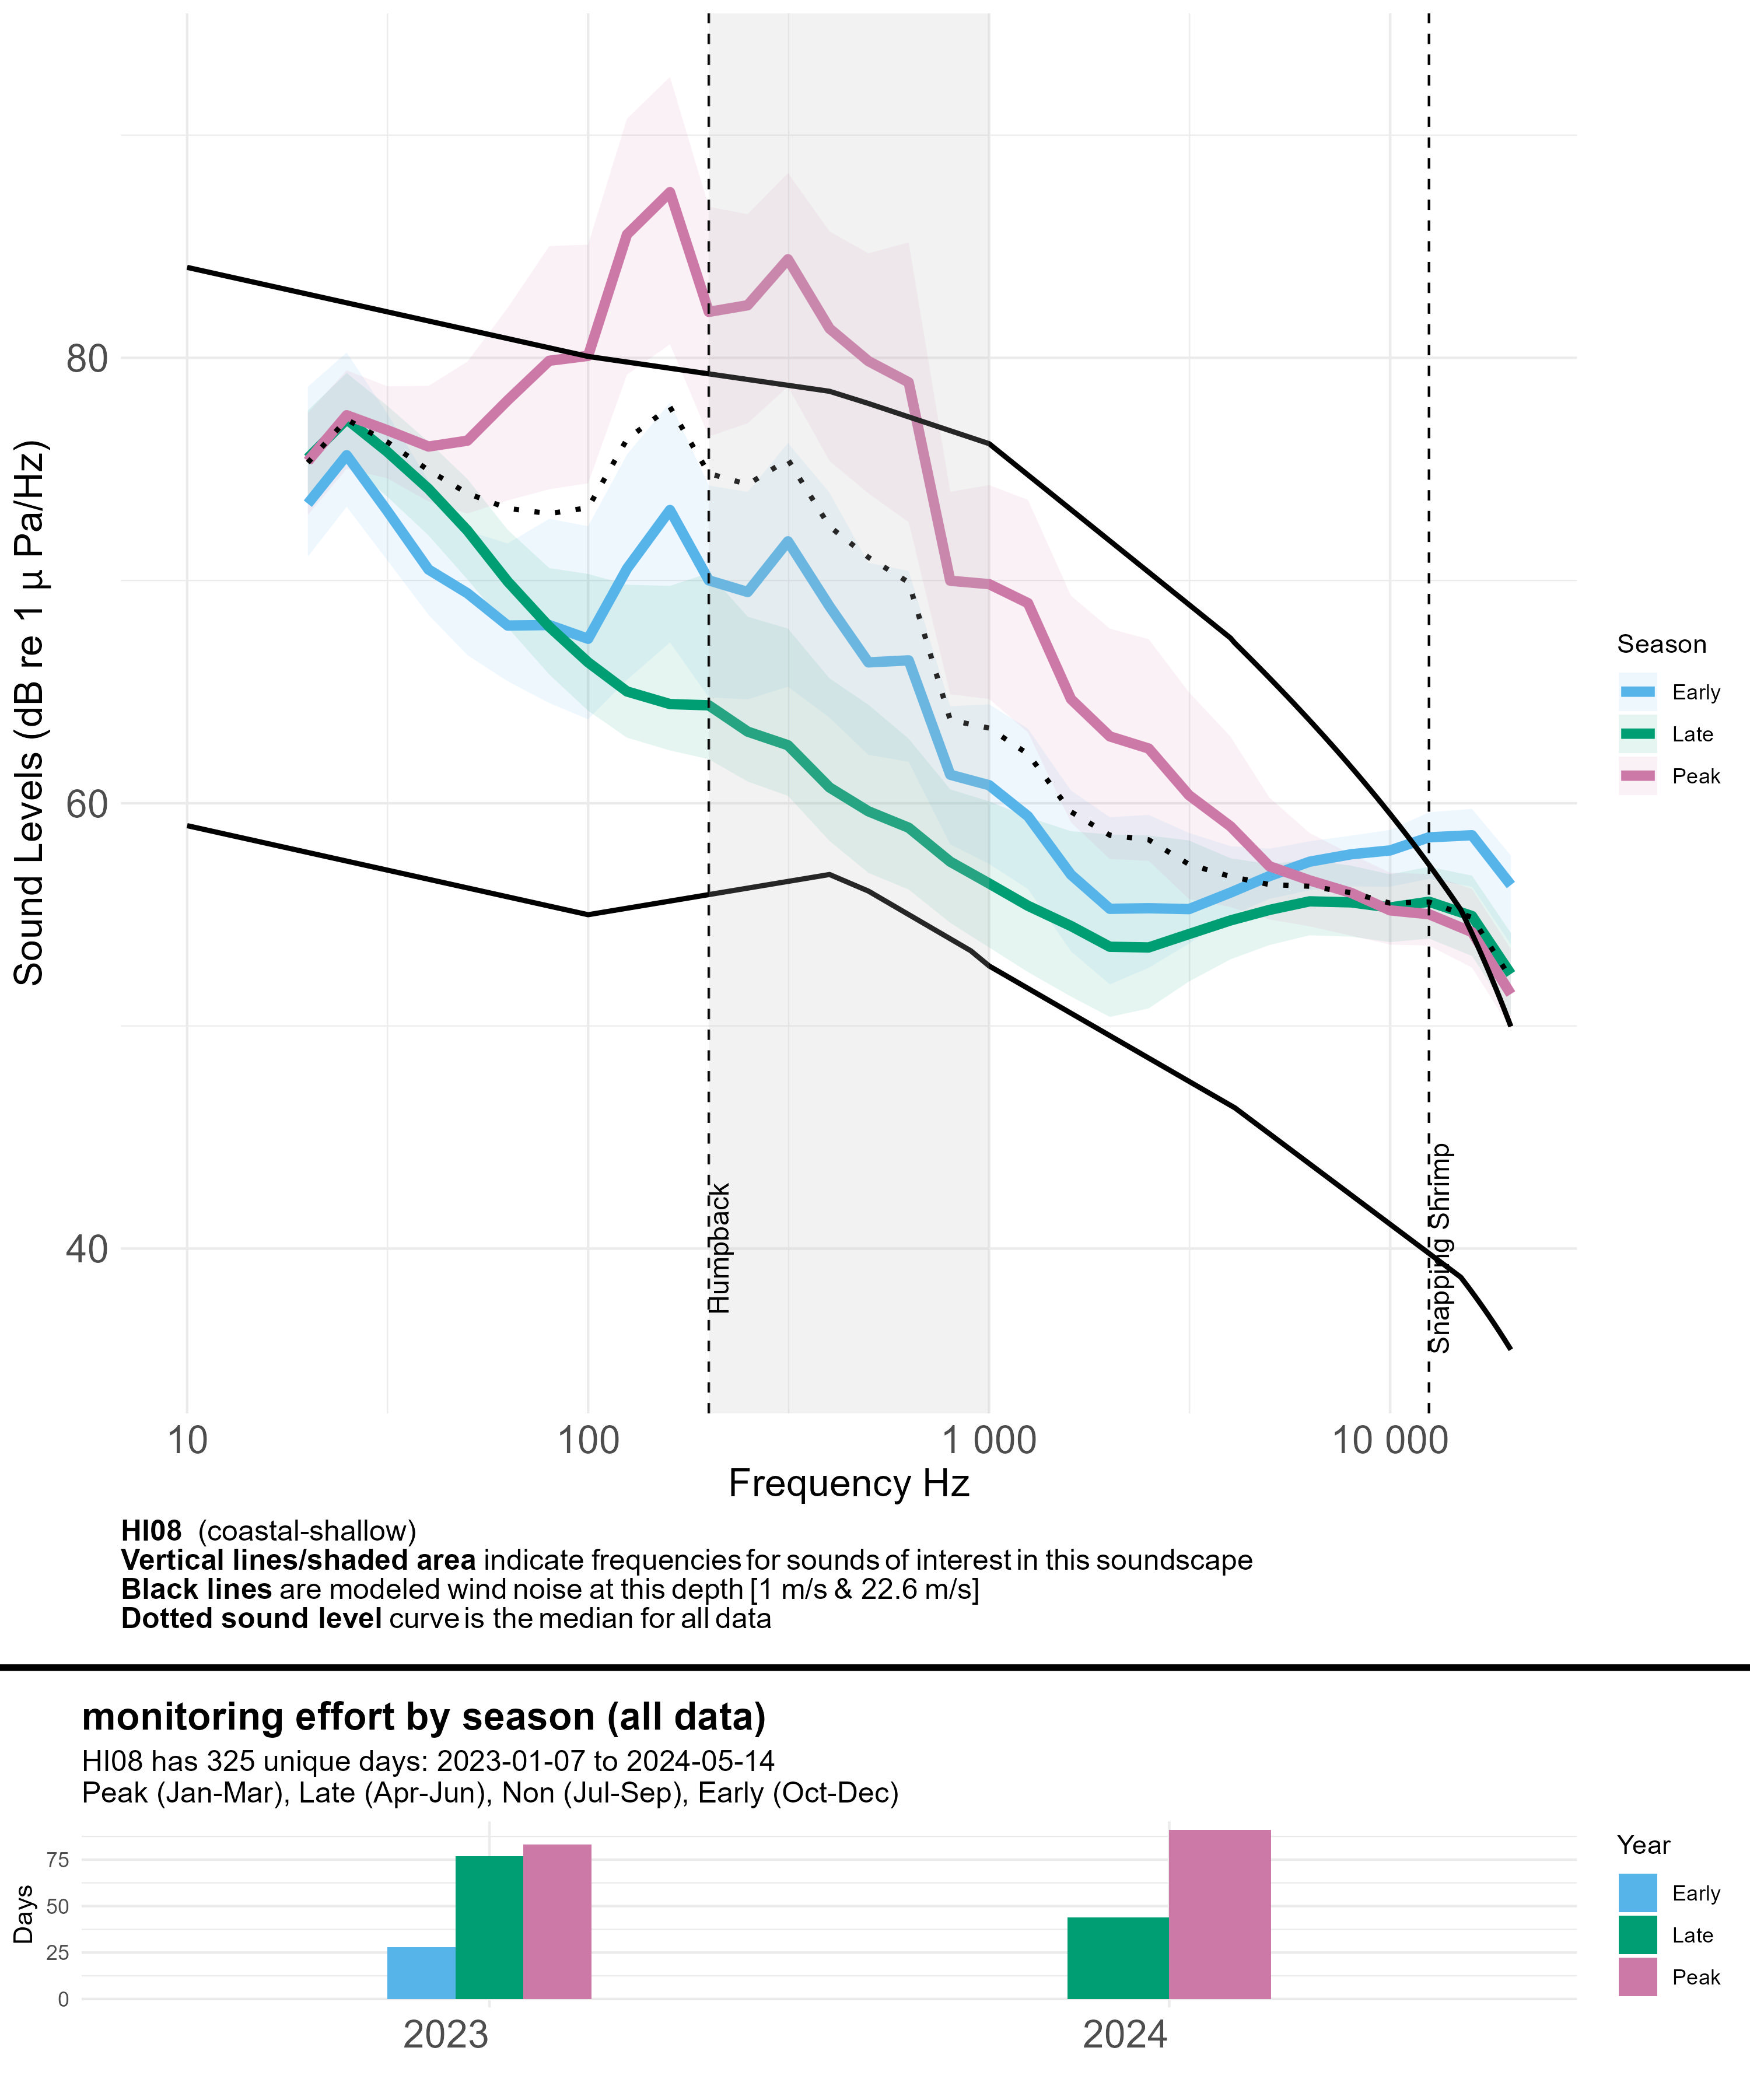 80
60
40
Sound Levels (dB re 1 µ Pa/Hz)
Humpback
Snapping Shrimp
Season
Early
Late
Peak
10
100
1 000
10 000
Frequency Hz
HI08 (coastal-shallow)
Vertical lines/shaded area indicate frequencies for sounds of interest in this soundscape
Black lines are modeled wind noise at this depth [1 m/s & 22.6 m/s]
Dotted sound level curve is the median for all data
monitoring effort by season (all data)
HI08 has 325 unique days: 2023-01-07 to 2024-05-14
Peak (Jan-Mar), Late (Apr-Jun), Non (Jul-Sep), Early (Oct-Dec)
Days
75
50
25
0
2023
2024
Year
Early
Late
Peak